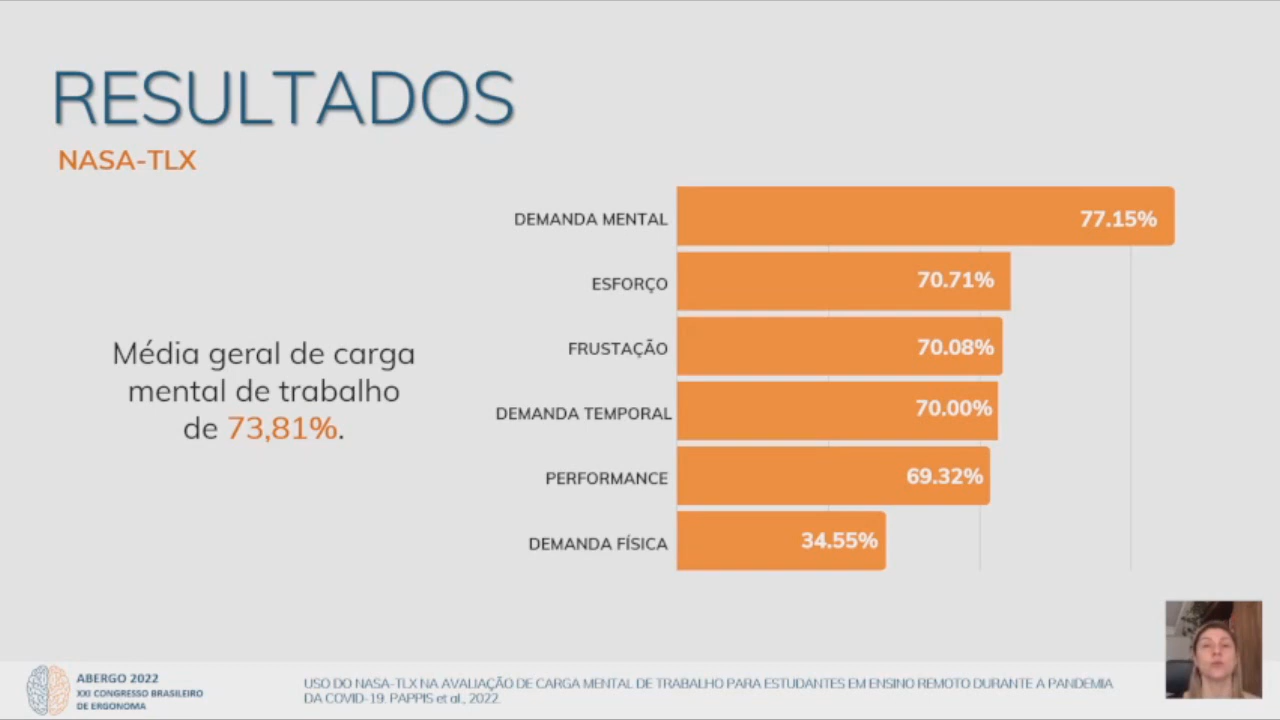 RESULTADOS
NASA-TLX
DEMANDA MENTAL 77.15%
ESFORÇO 70.71%
FRUSTAÇÃO 70.08%
DEMANDA TEMPORAL 70.00%
PERFORMANCE 69.32%
DEMANDA FÍSICA 34.55%
Média geral de carga
mental de trabalho
de 73,81%.
ABERGO 2022
XXI CONGRESSO BRASILEIRO
DE ERGONOMA
USO DO NASA-TLX NA AVALIAÇÃO DE CARGA MENTAL DE TRABALHO PARA ESTUDANTES EM ENSINO REMOTO DURANTE A PANDEMIA
DA COVID-19. PAPPIS et al., 2022.